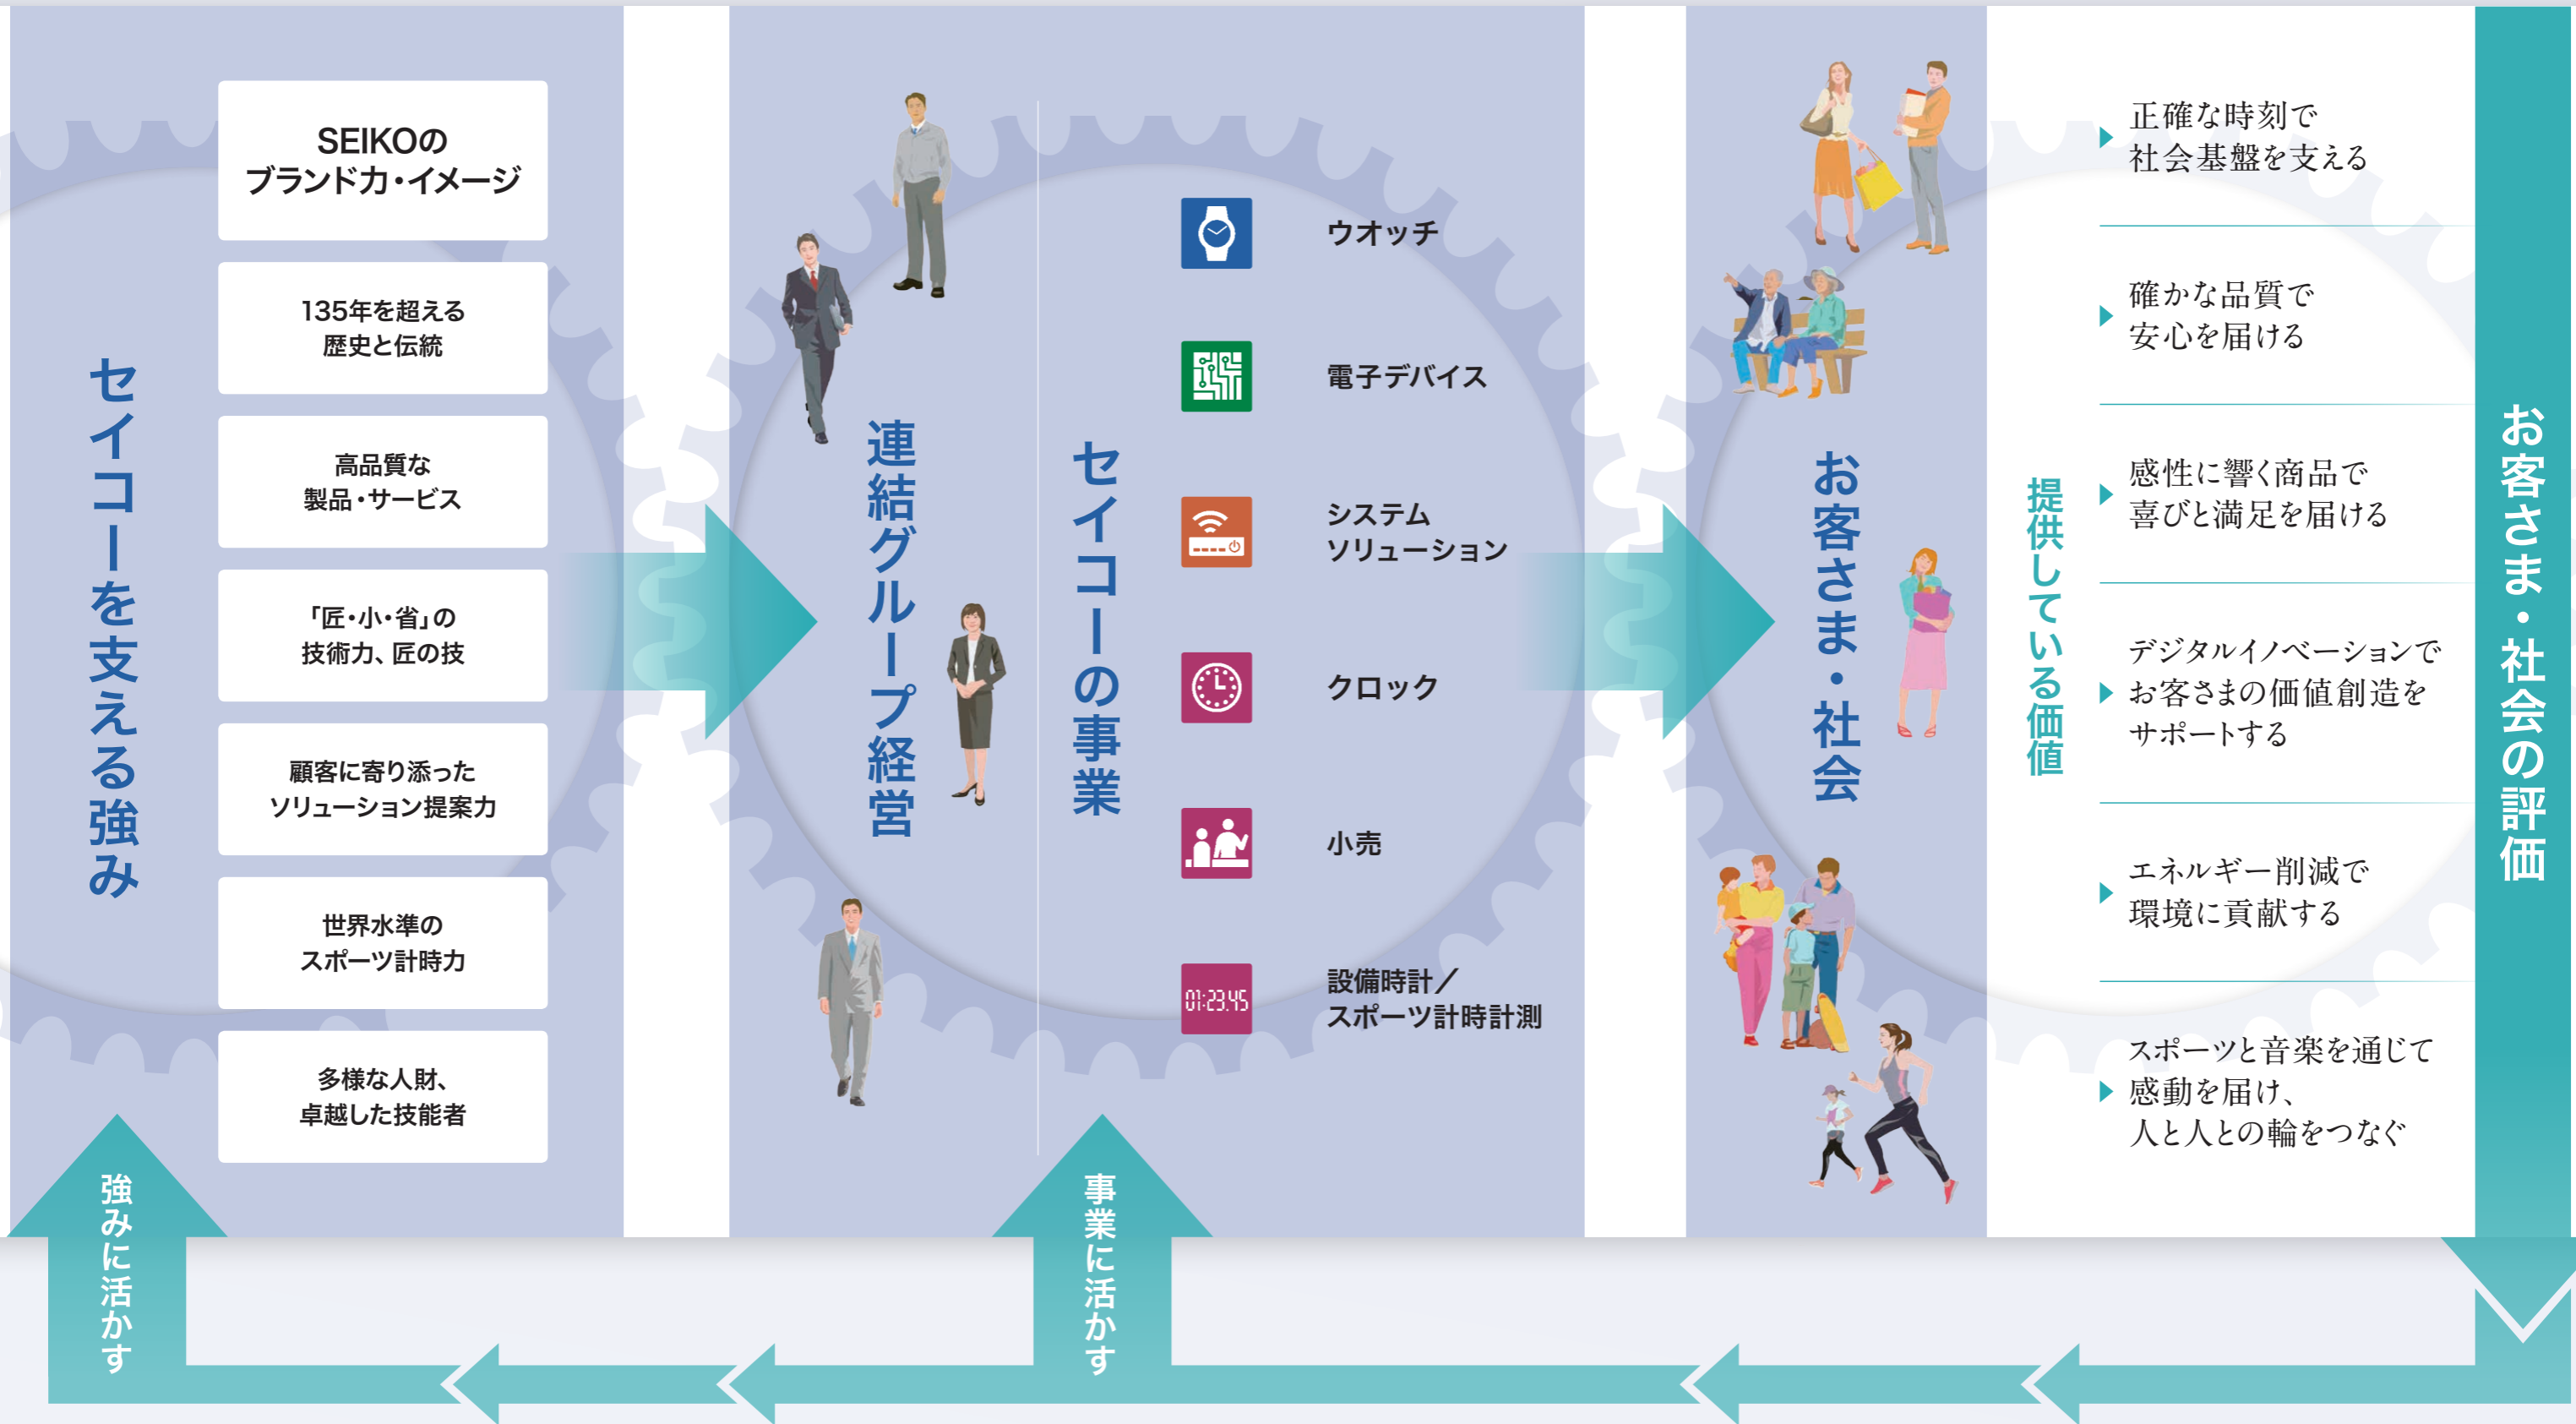 セイコーを支える強み
SEIKOの
ブランド力・イメージ
135年を超える
歴史と伝統
高品質な
製品・サービス
「匠・小・省」の
技術力、匠の技
顧客に寄り添った
ソリューション提案力
世界水準の
スポーツ計時力
多様な人財、
卓越した技能者
強みに活かす
連結グループ経営
セイコーの事業
ウオッチ
電子デバイス
システム
ソリューション
クロック
小売
01:23.45
設備時計／
スポーツ計時計測
事業に活かす
お客さま・社会
提供している価値
正確な時刻で
社会基盤を支える
確かな品質で
安心を届ける
感性に響く商品で
喜びと満足を届ける
デジタルイノベーションで
お客さまの価値創造を
サポートする
エネルギー削減で
環境に貢献する
スポーツと音楽を通じて
感動を届け、
人と人との輪をつなぐ
お客さま・社会の評価